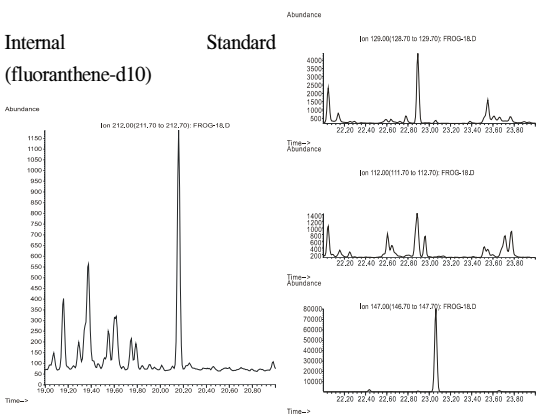 Internal Standard
(fluoranthene-d10)
Abundance
Ion 212.00(211.70 to 212.70): FROG-18.D
1150
1100
1050
1000
950
900
850
800
750
700
650
600
550
500
450
400
350
300
250
200
150
100
50
0
19.00 19.20 19.40 19.60 19.80 20.00 20.20 20.40 20.60 20.80
Time-->
Abundance
Ion 129.00(128.70 to 129.70): FROG-18.D
4000
3500
3000
2500
2000
1500
1000
500
22.20 22.40 22.60 22.80 23.00 23.20 23.40 23.60 23.80
Time-->
Abundance
Ion 112.00(111.70 to 112.70): FROG-18.D
1400
1200
1000
800
600
400
200
22.20 22.40 22.60 22.80 23.00 23.20 23.40 23.60 23.80
Time-->
Abundance
Ion 147.00(146.70 to 147.70): FROG-18.D
80000
70000
60000
50000
40000
30000
20000
10000
22.20 22.40 22.60 22.80 23.00 23.20 23.40 23.60 23.80
Time-->